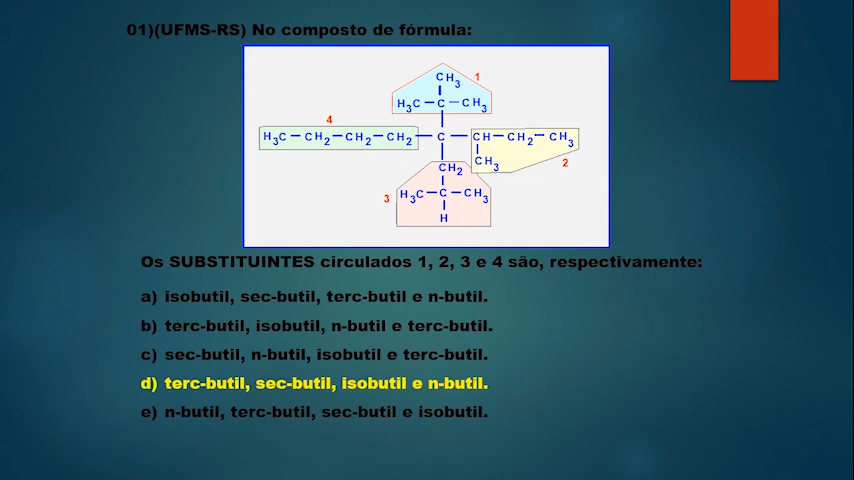 01)(UFMS-RS) No composto de fórmula:
CH3 1
H3C — C — CH3
4
H3C — CH2 — CH2 — CH2 — C — CH — CH2 — CH3
CH2 CH3 2
3 H3C — C — CH3
H
Os SUBSTITUINTES circulados 1, 2, 3 e 4 são, respectivamente:
a) isobutil, sec-butil, terc-butil e n-butil.
b) terc-butil, isobutil, n-butil e terc-butil.
c) sec-butil, n-butil, isobutil e terc-butil.
d) terc-butil, sec-butil, isobutil e n-butil.
e) n-butil, terc-butil, sec-butil e isobutil.